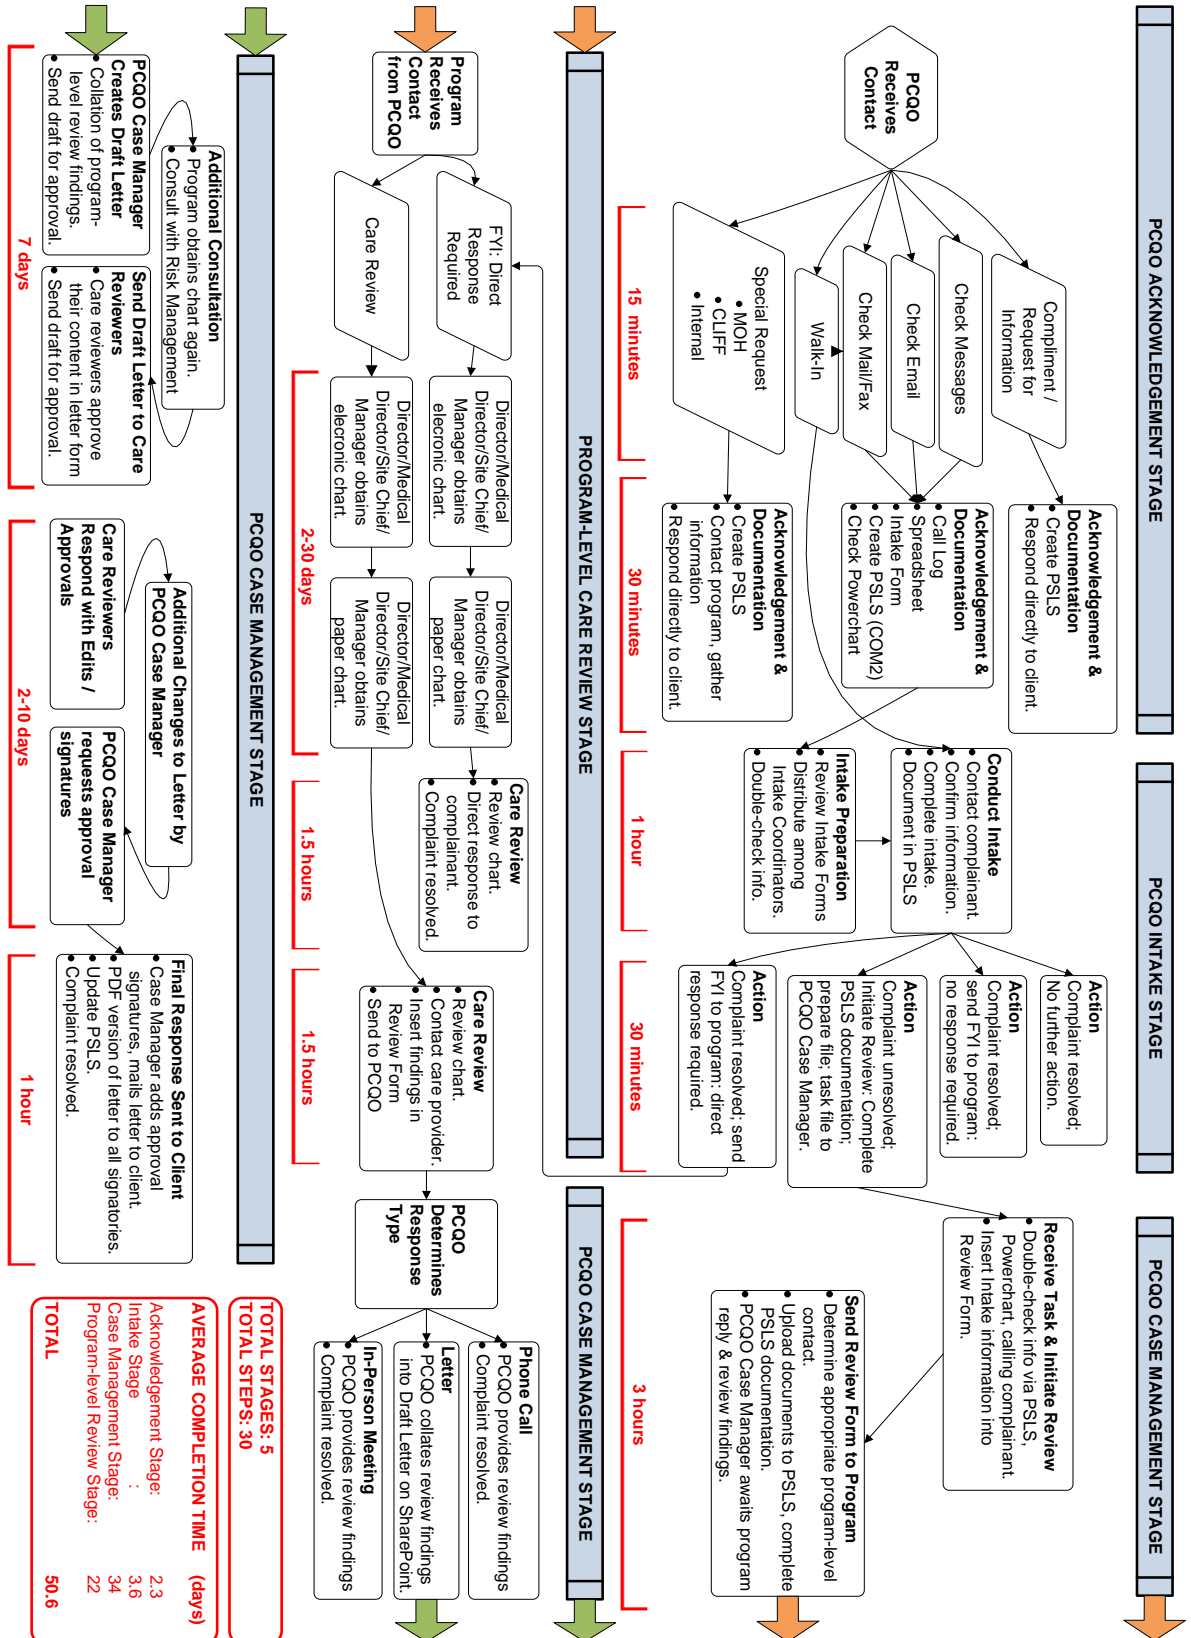 PCQO ACKNOWLEDGEMENT STAGE
PCQO INTAKE STAGE
PCQO CASE MANAGEMENT STAGE
PCQO
Receives
Contact
Compliment /
Request for
Information
Check Messages
Check Email
Check Mail/Fax
Walk-In
Special Request
• MOH
• CLIFF
• Internal
15 minutes
Acknowledgement &
Documentation
• Create PSLS
• Respond directly to client.
Acknowledgement &
Documentation
• Call Log
• Spreadsheet
• Intake Form
• Create PSLS (COM2)
• Check Powerchart
Acknowledgement &
Documentation
• Create PSLS
• Contact program, gather
information
• Respond directly to client.
30 minutes
Conduct Intake
• Contact complainant.
• Confirm information.
• Complete intake.
• Document in PSLS
Intake Preparation
• Review Intake Forms
• Distribute among
Intake Coordinators.
• Double-check info.
1 hour
Action
Complaint resolved;
No further action.
Action
Complaint resolved;
send FYI to program:
no response required.
Action
Complaint unresolved;
Initiate Review: Complete
PSLS documentation;
prepare file; task file to
PCQO Case Manager.
Action
Complaint resolved; send
FYI to program: direct
response required.
30 minutes
Receive Task & Initiate Review
• Double-check info via PSLS,
Powerchart, calling complainant.
• Insert Intake information into
Review Form.
Send Review Form to Program
• Determine appropriate program-level
contact.
• Upload documents to PSLS, complete
PSLS documentation.
• PCQO Case Manager awaits program
reply & review findings.
3 hours
PROGRAM-LEVEL CARE REVIEW STAGE
PCQO CASE MANAGEMENT STAGE
Program
Receives
Contact
from PCQO
FYI: Direct
Response
Required
Care Review
Director/Medical
Director/Site Chief/
Manager obtains
elecronic chart.
Director/Medical
Director/Site Chief/
Manager obtains
paper chart.
Director/Medical
Director/Site Chief/
Manager obtains
elecronic chart.
Director/Medical
Director/Site Chief/
Manager obtains
paper chart.
2-30 days
Care Review
• Review chart.
• Direct response to
complainant.
• Complaint resolved.
1.5 hours
Care Review
• Review chart.
• Contact care provider.
• Insert findings in
Review Form
• Send to PCQO
1.5 hours
PCQO
Determines
Response
Type
Phone Call
• PCQO provides review findings
• Complaint resolved.
Letter
• PCQO collates review findings
into Draft Letter on SharePoint.
In-Person Meeting
• PCQO provides review findings
• Complaint resolved.
PCQO CASE MANAGEMENT STAGE
Additional Consultation
• Program obtains chart again.
• Consult with Risk Management
PCQO Case Manager
Creates Draft Letter
• Collation of program-
level review findings.
• Send draft for approval.
Send Draft Letter to Care
Reviewers
• Care reviewers approve
their content in letter form
• Send draft for approval.
7 days
Additional Changes to Letter by
PCQO Case Manager
Care Reviewers
Respond with Edits /
Approvals
PCQO Case Manager
requests approval
signatures
2-10 days
Final Response Sent to Client
• Case Manager adds approval
signatures, mails letter to client.
• PDF version of letter to all signatories.
• Update PSLS.
• Complaint resolved.
1 hour
TOTAL STAGES: 5
TOTAL STEPS: 30
AVERAGE COMPLETION TIME (days)
Acknowledgement Stage: 2.3
Intake Stage : 3.6
Case Management Stage: 34
Program-level Review Stage: 22
TOTAL 50.6